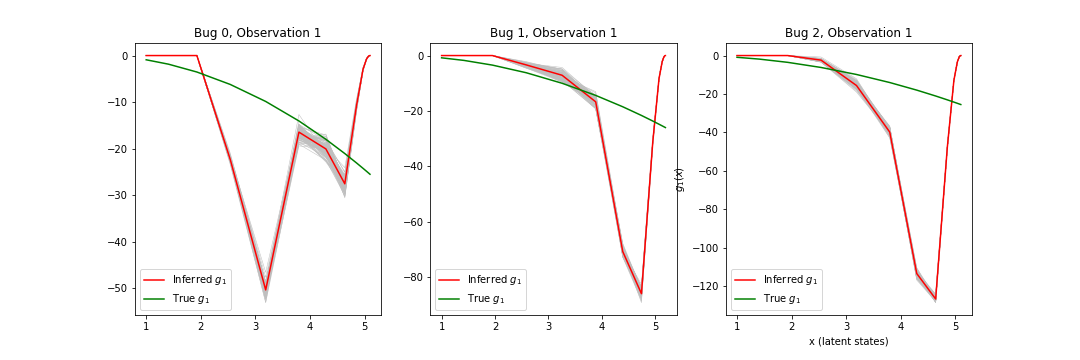 Bug 0, Observation 1
0
−10
−20
−30
−40
−50
1 2 3 4 5
Inferred g₁
True g₁
Bug 1, Observation 1
0
−20
−40
−60
−80
1 2 3 4 5
Inferred g₁
True g₁
Bug 2, Observation 1
g₁(x)
0
−20
−40
−60
−80
−100
−120
1 2 3 4 5
x (latent states)
Inferred g₁
True g₁